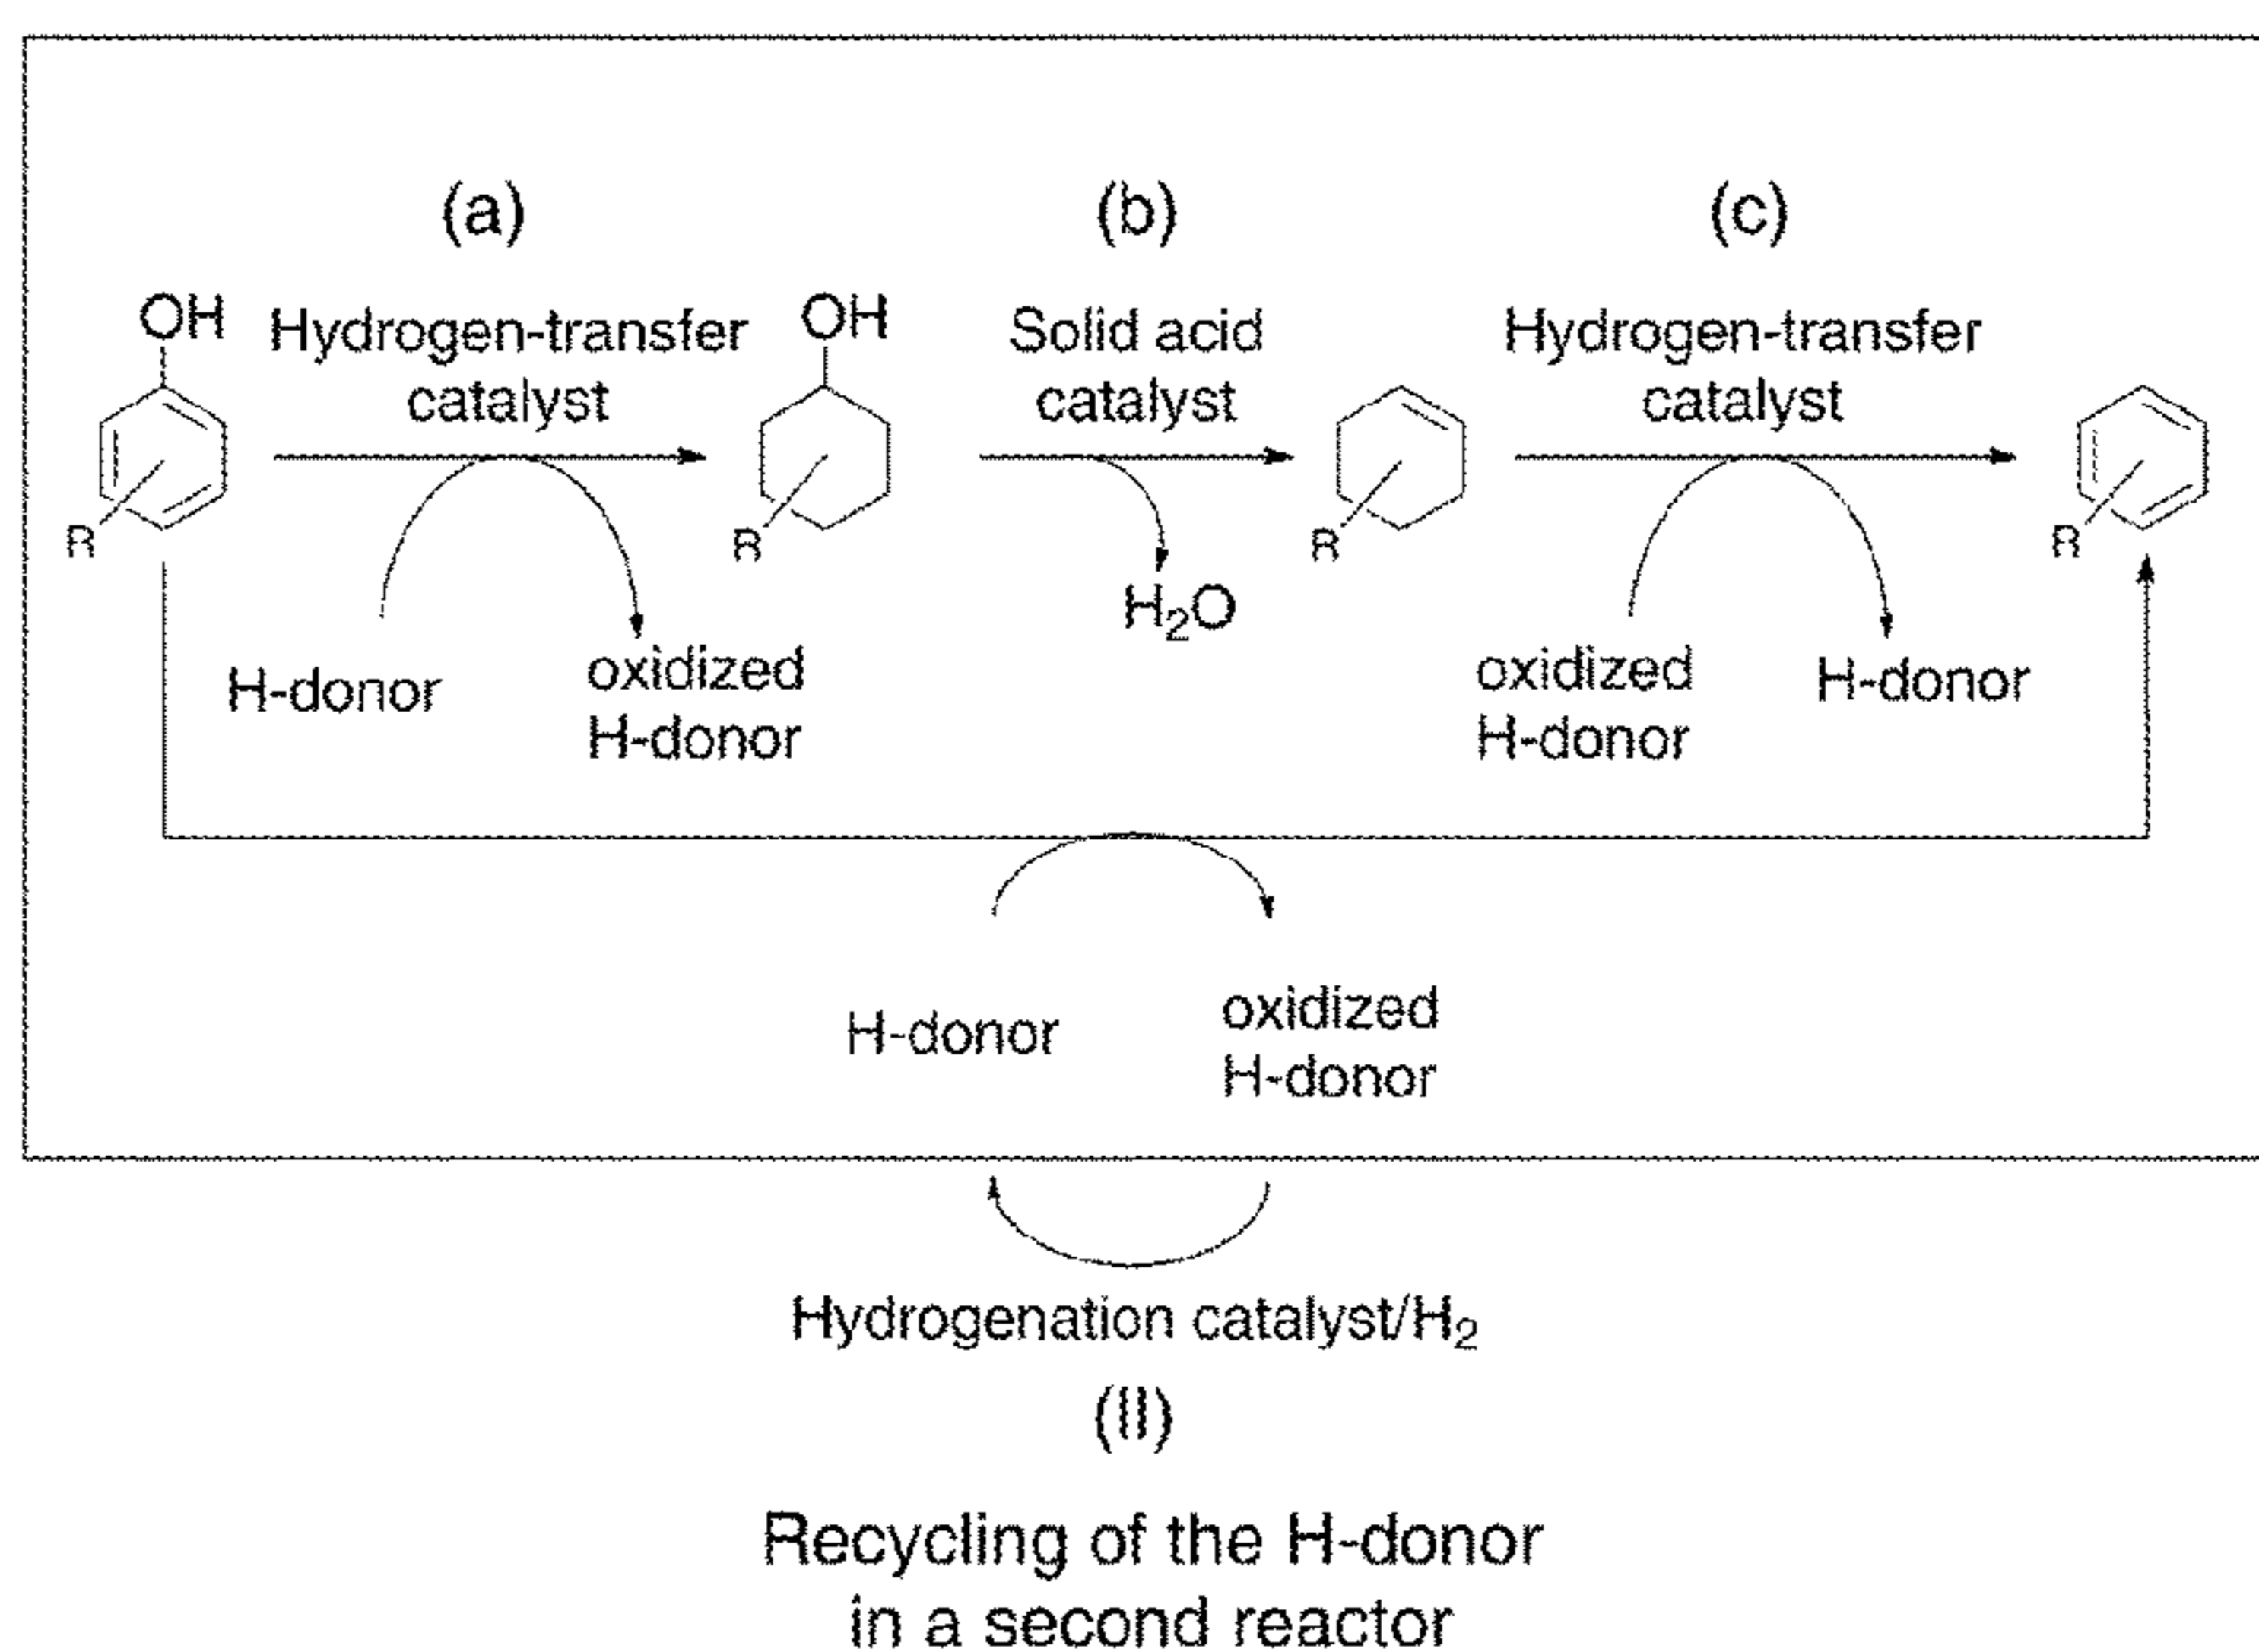 (a)
(b)
(c)
OH
Hydrogen-transfer
catalyst
OH
Solid acid
catalyst
Hydrogen-transfer
catalyst
R
R
R
R
H2O
H-donor
oxidized
H-donor
oxidized
H-donor
H-donor
H-donor
oxidized
H-donor
Hydrogenation catalyst/H2
(II)
Recycling of the H-donor
in a second reactor